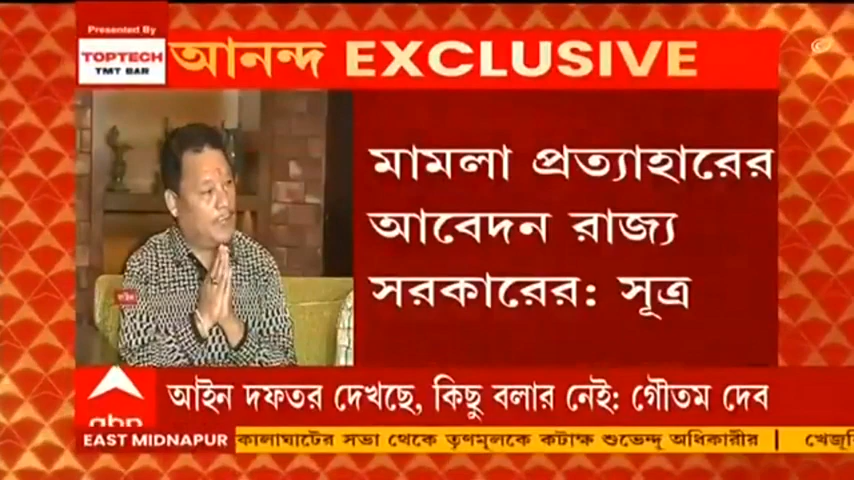 Presented By
TOPTECH
TMT BAR
আনন্দ EXCLUSIVE
মামলা প্রত্যাহারের
আবেদন রাজ্য
সরকারের: সূত্র
ফাইল
আইন দফতর দেখছে, কিছু বলার নেই: গৌতম দেব
abp
EAST MIDNAPUR কালাঘাটের সভা থেকে তৃণমূলকে কটাক্ষ শুভেন্দু অধিকারীর | খেজুরি